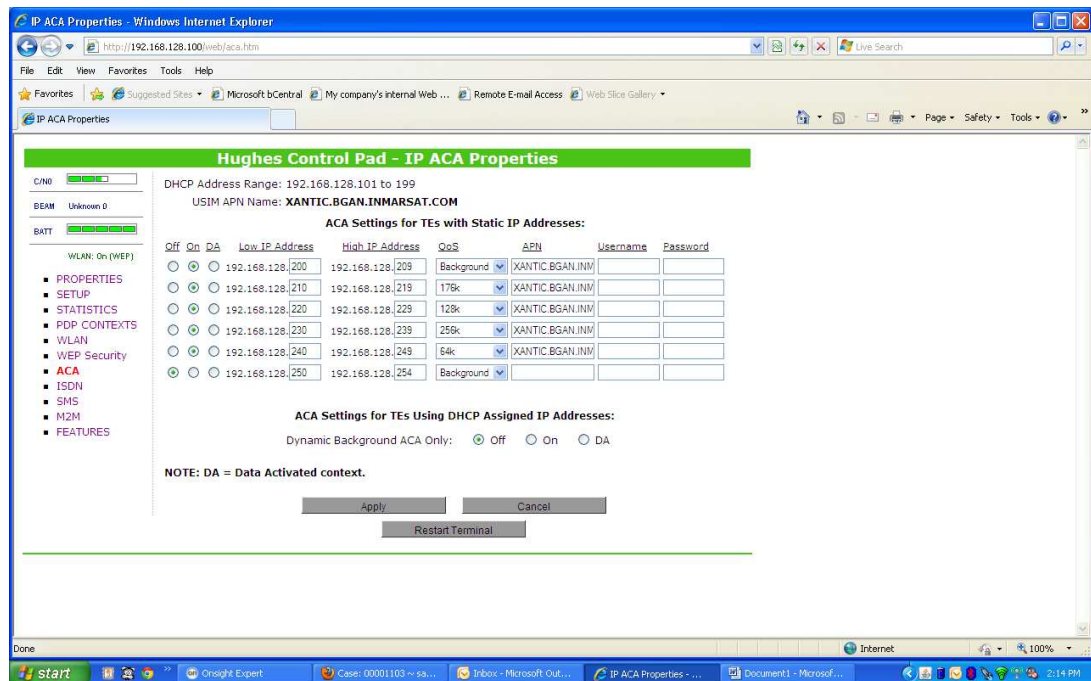 IP ACA Properties - Windows Internet Explorer
http://192.168.128.100/web/aca.htm
Live Search
File Edit View Favorites Tools Help
Favorites Suggested Sites Microsoft bCentral My company's internal Web ... Remote E-mail Access Web Slice Gallery
IP ACA Properties
Page Safety Tools
Hughes Control Pad - IP ACA Properties
C/N0
BEAM Unknown 0
BATT
WLAN: On (WEP)
PROPERTIES
SETUP
STATISTICS
PDP CONTEXTS
WLAN
WEP Security
ACA
ISDN
SMS
M2M
FEATURES
DHCP Address Range: 192.168.128.101 to 199
USIM APN Name: XANTIC.BGAN.INMARSAT.COM
ACA Settings for TEs with Static IP Addresses:
Off On DA Low IP Address High IP Address QoS APN Username Password
192.168.128.200 192.168.128.209 Background XANTIC.BGAN.INM
192.168.128.210 192.168.128.219 176k XANTIC.BGAN.INM
192.168.128.220 192.168.128.229 128k XANTIC.BGAN.INM
192.168.128.230 192.168.128.239 256k XANTIC.BGAN.INM
192.168.128.240 192.168.128.249 64k XANTIC.BGAN.INM
192.168.128.250 192.168.128.254 Background
ACA Settings for TEs Using DHCP Assigned IP Addresses:
Dynamic Background ACA Only: Off On DA
NOTE: DA = Data Activated context.
Apply Cancel
Restart Terminal
Done Internet 100%
start Onsight Expert Case: 00001103 ~ sa... Inbox - Microsoft Out... IP ACA Properties - ... Document1 - Microsof... 2:14 PM